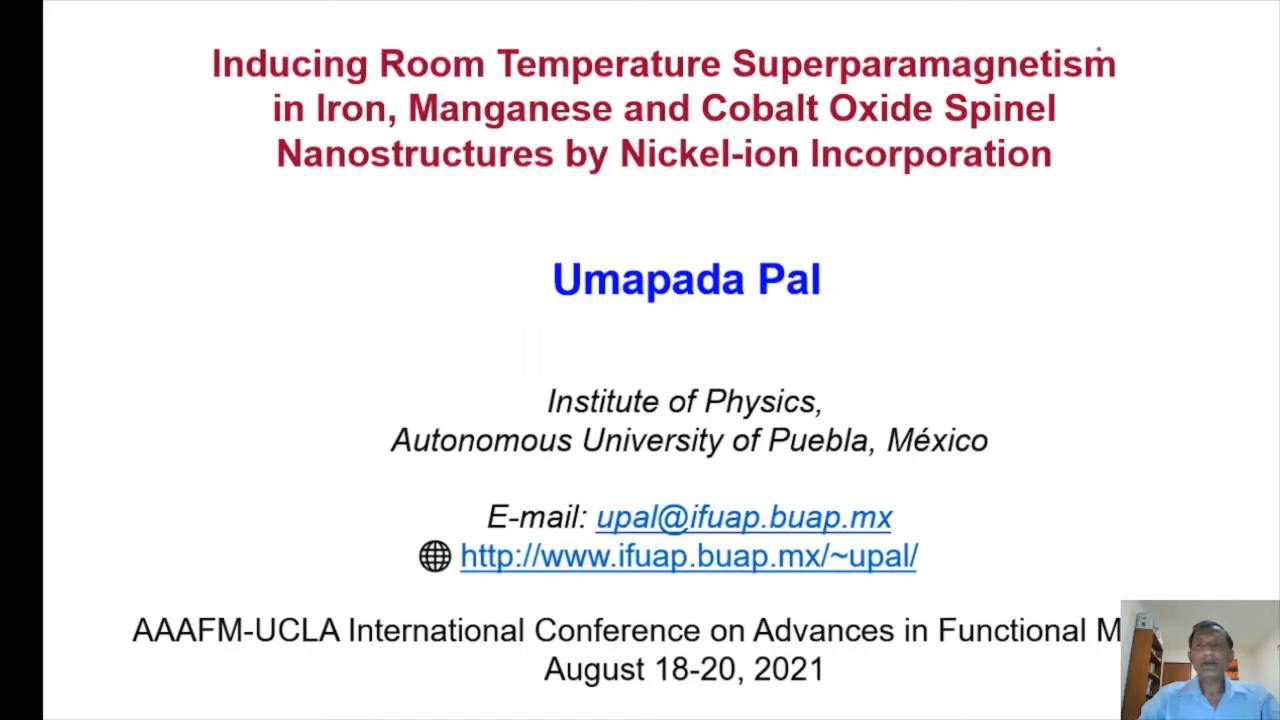 Inducing Room Temperature Superparamagnetism
in Iron, Manganese and Cobalt Oxide Spinel
Nanostructures by Nickel-ion Incorporation
Umapada Pal
Institute of Physics,
Autonomous University of Puebla, México
E-mail: upal@ifuap.buap.mx
http://www.ifuap.buap.mx/~upal/
AAAFM-UCLA International Conference on Advances in Functional M
August 18-20, 2021